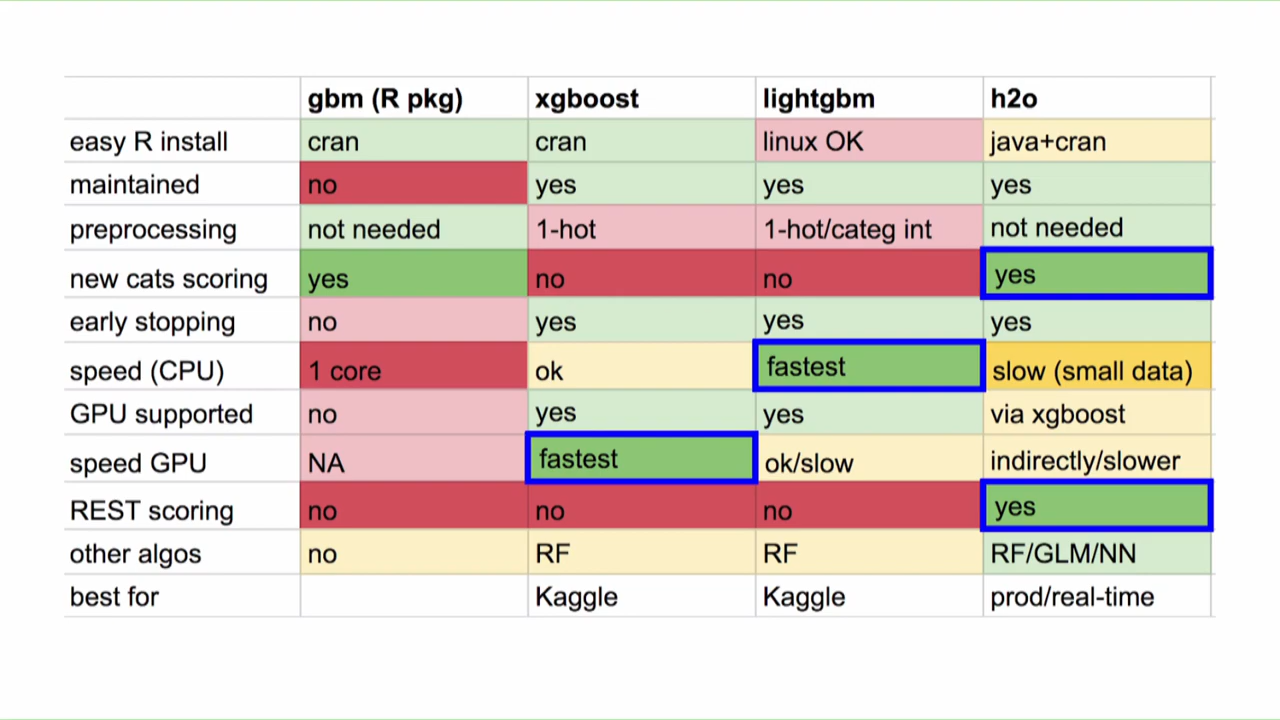 gbm (R pkg) xgboost lightgbm h2o
easy R install cran cran linux OK java+cran
maintained no yes yes yes
preprocessing not needed 1-hot 1-hot/categ int not needed
new cats scoring yes no no yes
early stopping no yes yes yes
speed (CPU) 1 core ok fastest slow (small data)
GPU supported no yes yes via xgboost
speed GPU NA fastest ok/slow indirectly/slower
REST scoring no no no yes
other algos no RF RF RF/GLM/NN
best for Kaggle Kaggle prod/real-time